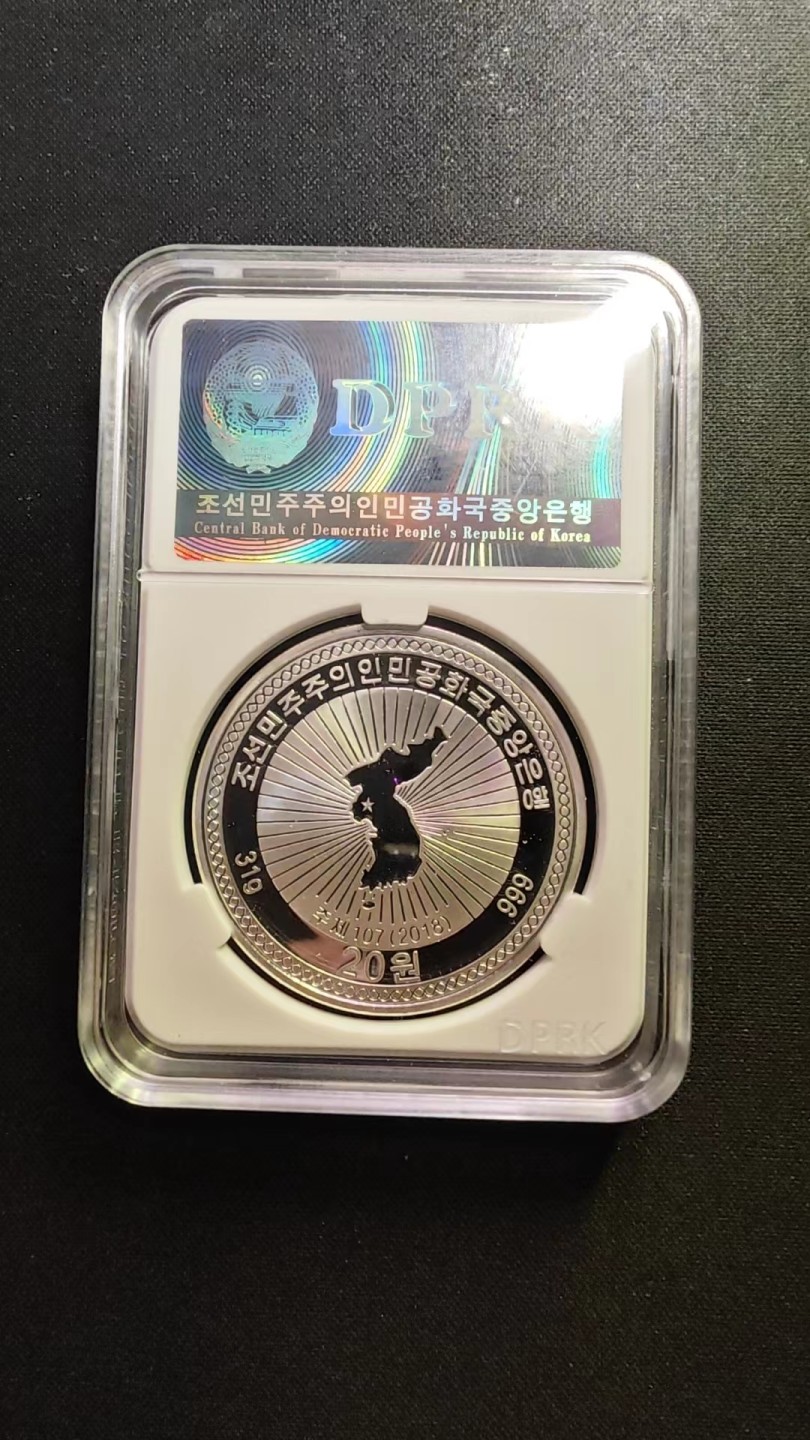 DPRK
조선민주주의인민공화국중앙은행
Central Bank of Democratic People's Republic of Korea
조선민주주의인민공화국중앙은행
31g
999
주체107(2018)
20원
DPRK